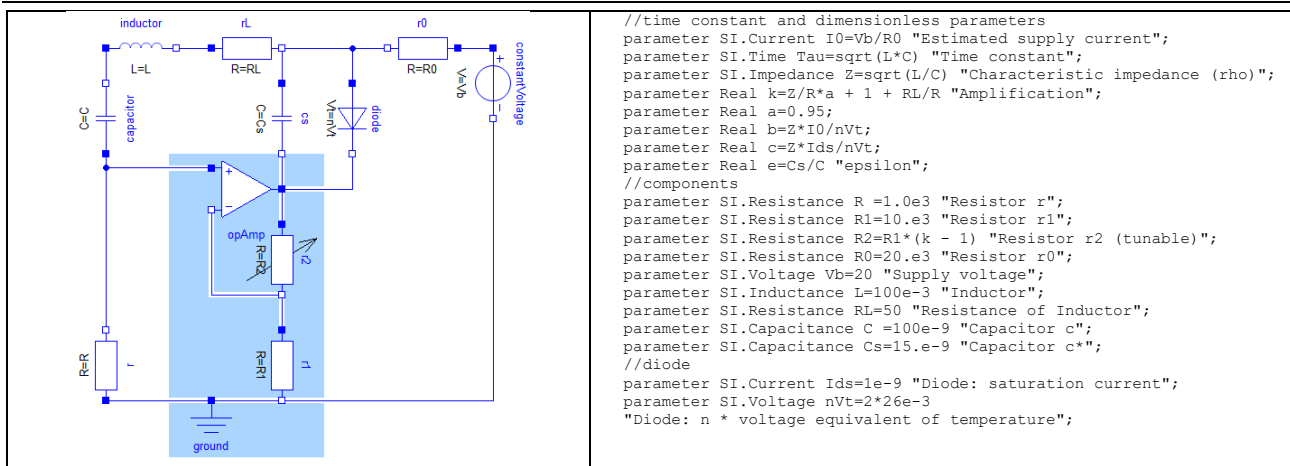 inductor
rL
r0
L=L
R=RL
R=R0
constantVoltage
+
V=Vb
−
C=C
capacitor
C=Cs
cs
Vt=nVt
diode
+
−
opAmp
R=R2
r2
R=R
r
R=R1
r1
ground
//time constant and dimensionless parameters
parameter SI.Current I0=Vb/R0 "Estimated supply current";
parameter SI.Time Tau=sqrt(L*C) "Time constant";
parameter SI.Impedance Z=sqrt(L/C) "Characteristic impedance (rho)";
parameter Real k=Z/R*a + 1 + RL/R "Amplification";
parameter Real a=0.95;
parameter Real b=Z*I0/nVt;
parameter Real c=Z*Ids/nVt;
parameter Real e=Cs/C "epsilon";
//components
parameter SI.Resistance R =1.0e3 "Resistor r";
parameter SI.Resistance R1=10.e3 "Resistor r1";
parameter SI.Resistance R2=R1*(k - 1) "Resistor r2 (tunable)";
parameter SI.Resistance R0=20.e3 "Resistor r0";
parameter SI.Voltage Vb=20 "Supply voltage";
parameter SI.Inductance L=100e-3 "Inductor";
parameter SI.Resistance RL=50 "Resistance of Inductor";
parameter SI.Capacitance C =100e-9 "Capacitor c";
parameter SI.Capacitance Cs=15.e-9 "Capacitor c*";
//diode
parameter SI.Current Ids=1e-9 "Diode: saturation current";
parameter SI.Voltage nVt=2*26e-3
"Diode: n * voltage equivalent of temperature";